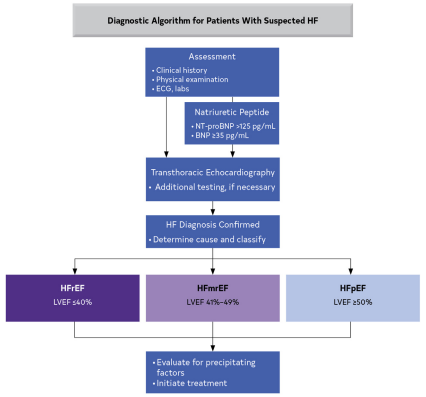 Diagnostic Algorithm for Patients With Suspected HF
Assessment
• Clinical history
• Physical examination
• ECG, labs
Natriuretic Peptide
• NT-proBNP >125 pg/mL
• BNP ≥35 pg/mL
Transthoracic Echocardiography
• Additional testing, if necessary
HF Diagnosis Confirmed
• Determine cause and classify
HFrEF
LVEF ≤40%
HFmrEF
LVEF 41%–49%
HFpEF
LVEF ≥50%
• Evaluate for precipitating
factors
• Initiate treatment